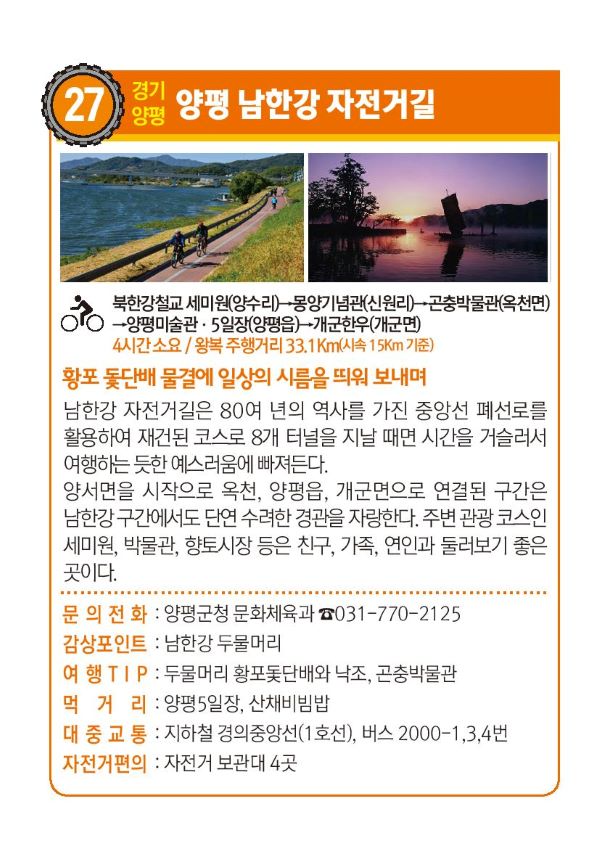 27 경기 양평 양평 남한강 자전거길
북한강철교 세미원(양수리)→몽양기념관(신원리)→곤충박물관(옥천면)
→양평미술관 · 5일장(양평읍)→개군한우(개군면)
4시간 소요 / 왕복 주행거리 33.1Km(시속 15Km 기준)
황포 돛단배 물결에 일상의 시름을 띄워 보내며
남한강 자전거길은 80여 년의 역사를 가진 중앙선 폐선로를
활용하여 재건된 코스로 8개 터널을 지날 때면 시간을 거슬러서
여행하는 듯한 예스러움에 빠져든다.
양서면을 시작으로 옥천, 양평읍, 개군면으로 연결된 구간은
남한강 구간에서도 단연 수려한 경관을 자랑한다. 주변 관광 코스인
세미원, 박물관, 향토시장 등은 친구, 가족, 연인과 둘러보기 좋은
곳이다.
문의전화 : 양평군청 문화체육과 ☎031-770-2125
감상포인트 : 남한강 두물머리
여행TIP : 두물머리 황포돛단배와 낙조, 곤충박물관
먹거리 : 양평5일장, 산채비빔밥
대중교통 : 지하철 경의중앙선(1호선), 버스 2000-1,3,4번
자전거편의 : 자전거 보관대 4곳